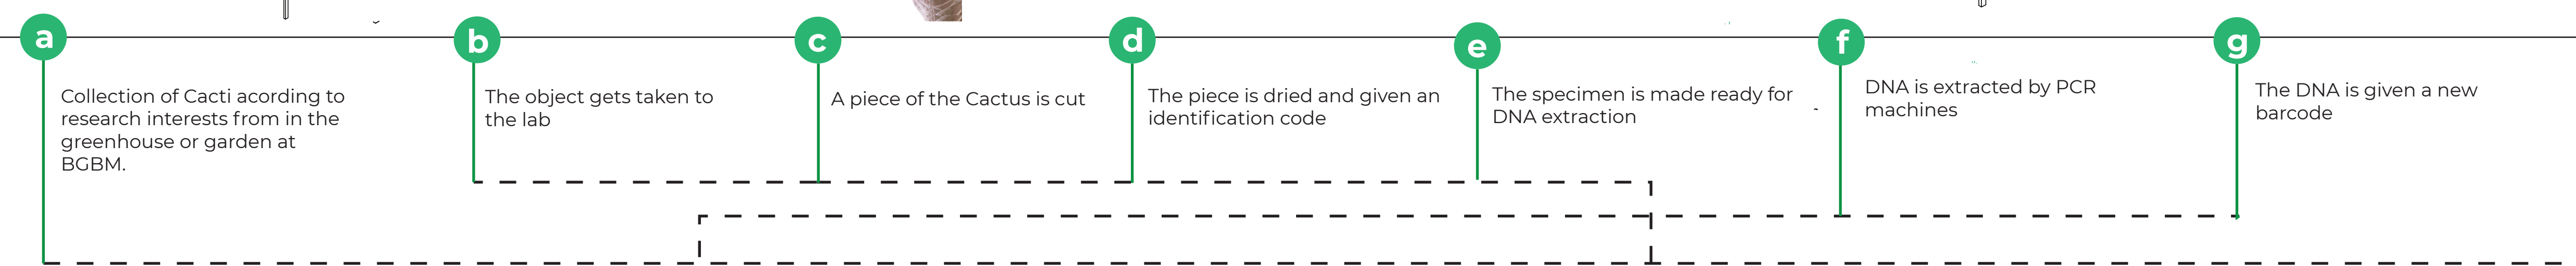 a
Collection of Cacti acording to
research interests from in the
greenhouse or garden at
BGBM.
b
The object gets taken to
the lab
c
A piece of the Cactus is cut
d
The piece is dried and given an
identification code
e
The specimen is made ready for
DNA extraction
f
DNA is extracted by PCR
machines
g
The DNA is given a new
barcode